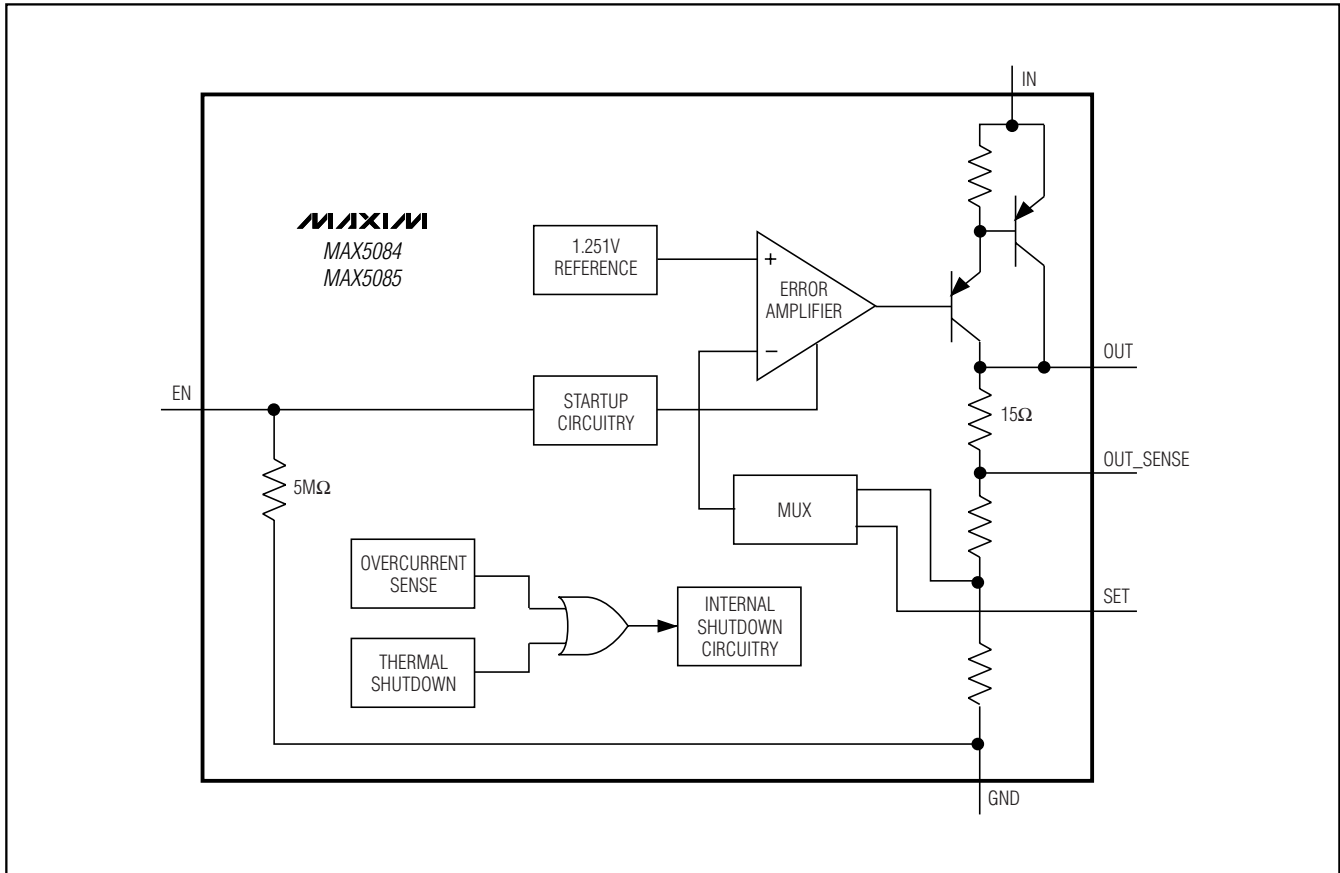 IN
MAXIM
MAX5084
MAX5085
1.251V
REFERENCE
+
ERROR
AMPLIFIER
−
OUT
EN
STARTUP
CIRCUITRY
15Ω
OUT_SENSE
5MΩ
MUX
OVERCURRENT
SENSE
SET
INTERNAL
SHUTDOWN
CIRCUITRY
THERMAL
SHUTDOWN
GND